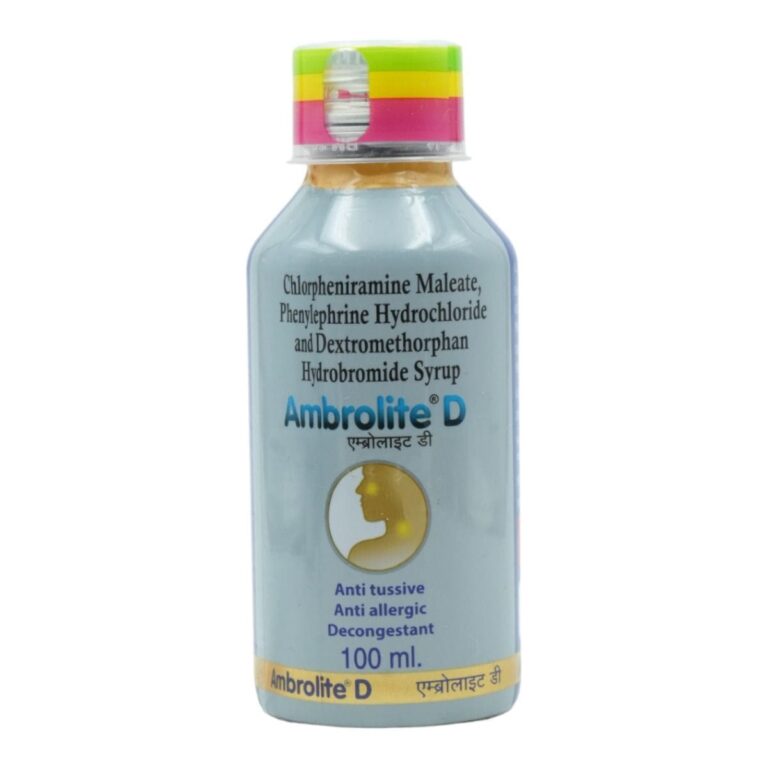 Chlorpheniramine Maleate,
Phenylephrine Hydrochloride
and Dextromethorphan
Hydrobromide Syrup
Ambrolite® D
एम्ब्रोलाइट डी
Anti tussive
Anti allergic
Decongestant
100 ml.
Ambrolite® D एम्ब्रोलाइट डी